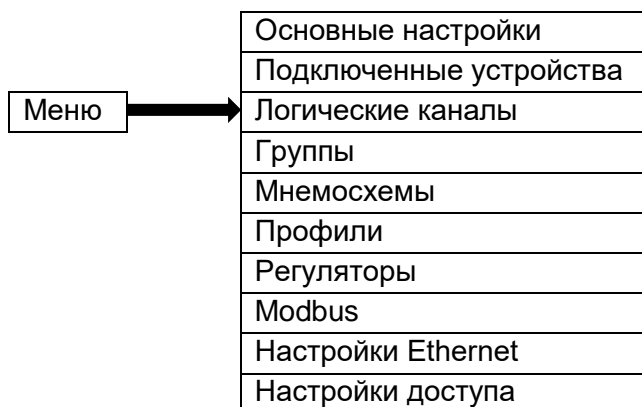 Основные настройки
Подключенные устройства
Меню
Логические каналы
Группы
Мнемосхемы
Профили
Регуляторы
Modbus
Настройки Ethernet
Настройки доступа